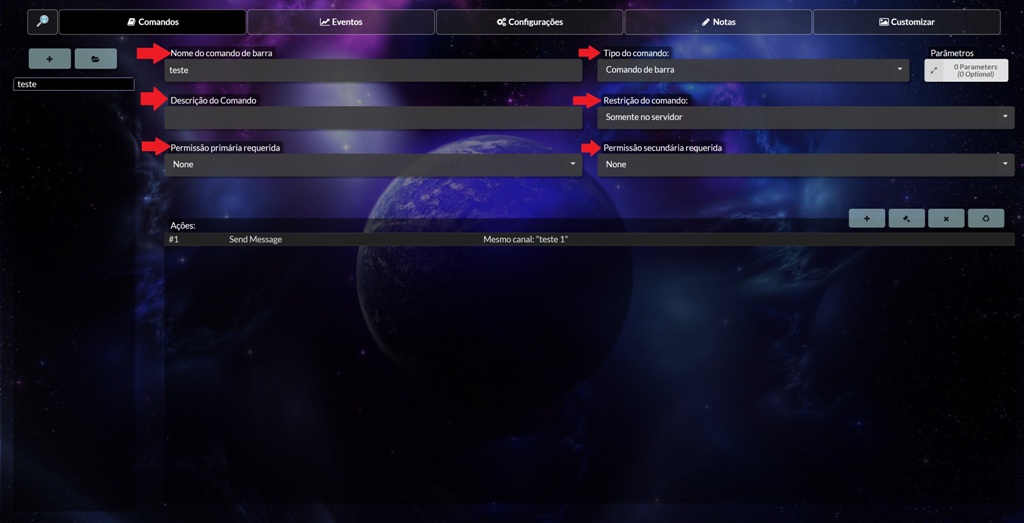 Comandos
Eventos
Configurações
Notas
Customizar
Nome do comando de barra
Tipo do comando:
Parâmetros
teste
teste
Comando de barra
0 Parameters
(0 Optional)
Descrição do Comando
Restrição do comando:
Somente no servidor
Permissão primária requerida
Permissão secundária requerida
None
None
Ações:
#1 Send Message Mesmo canal: "teste 1"